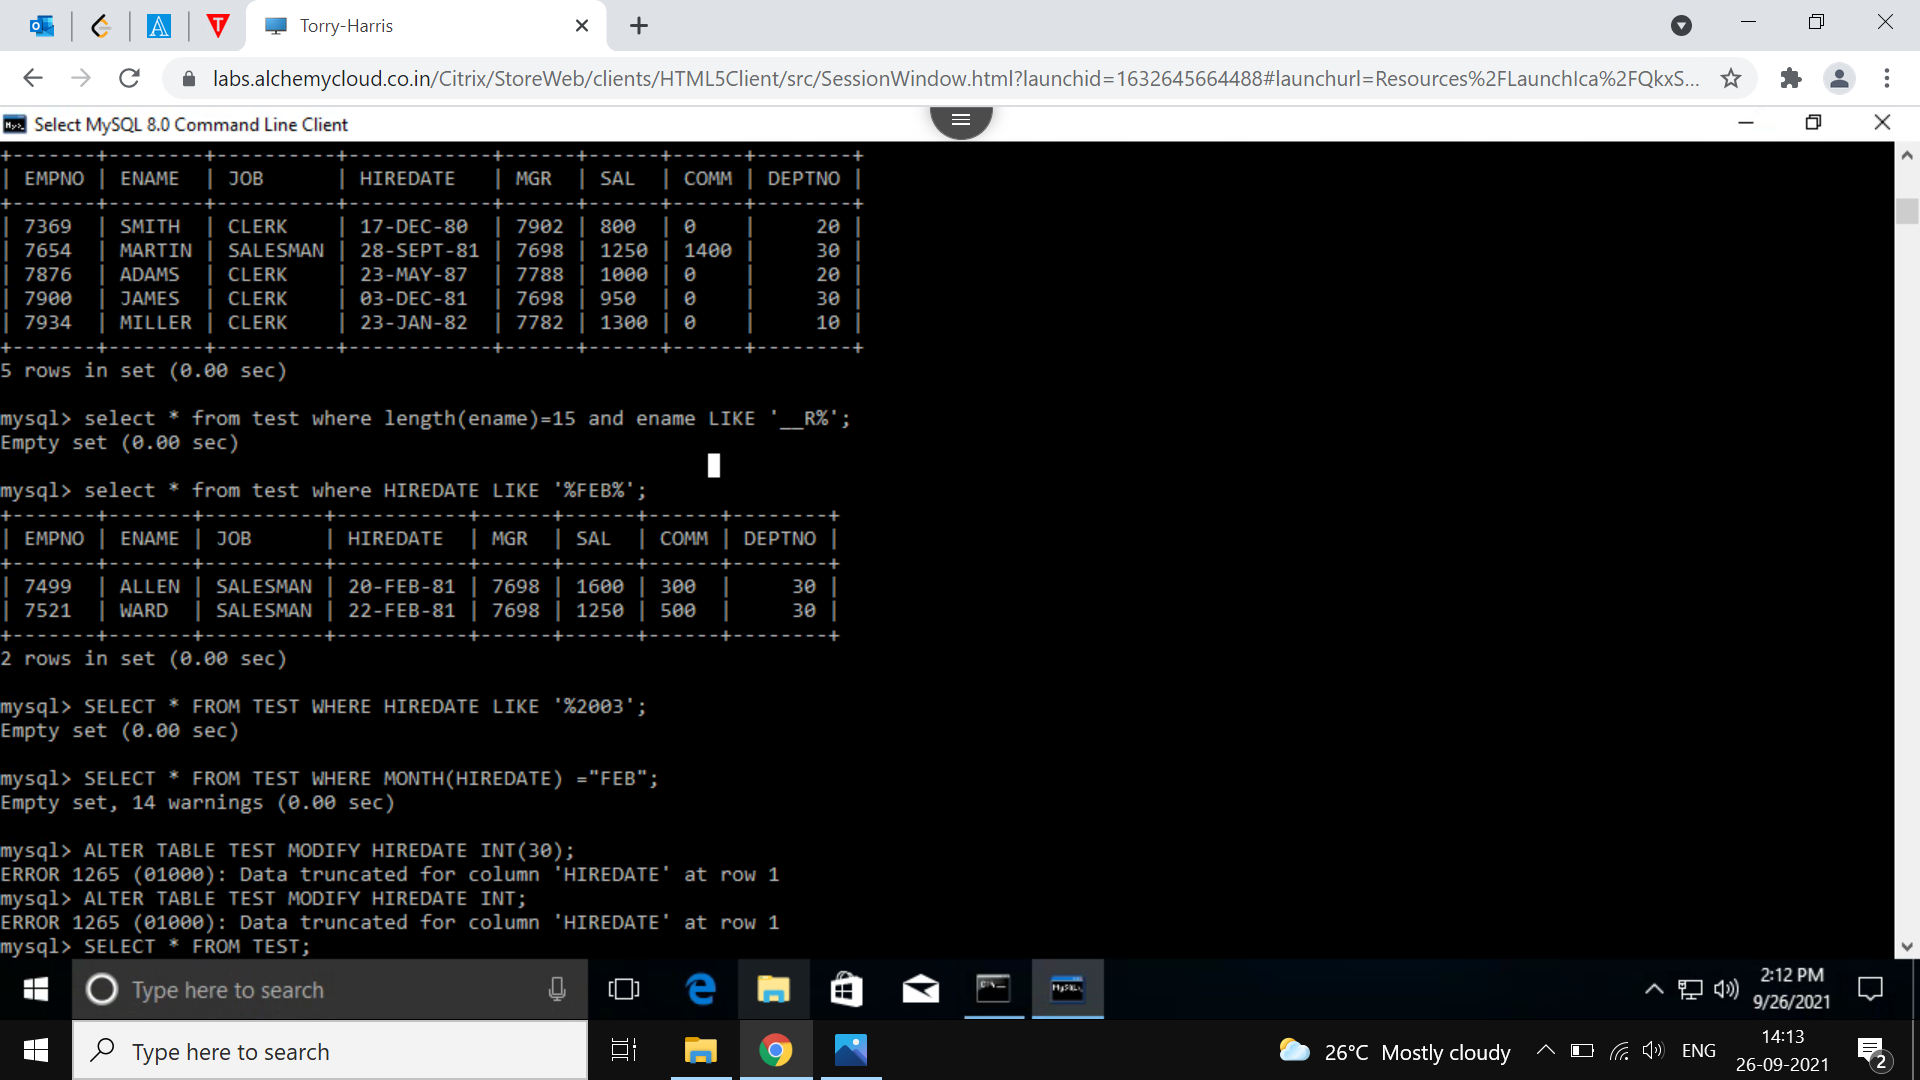 Torry-Harris
labs.alchemycloud.co.in/Citrix/StoreWeb/clients/HTML5Client/src/SessionWindow.html?launchid=1632645664488#launchurl=Resources%2FLaunchIca%2FQkxS...
Select MySQL 8.0 Command Line Client
+-------+--------+----------+------------+------+------+------+--------+
| EMPNO | ENAME | JOB | HIREDATE | MGR | SAL | COMM | DEPTNO |
+-------+--------+----------+------------+------+------+------+--------+
| 7369 | SMITH | CLERK | 17-DEC-80 | 7902 | 800 | 0 | 20 |
| 7654 | MARTIN | SALESMAN | 28-SEPT-81 | 7698 | 1250 | 1400 | 30 |
| 7876 | ADAMS | CLERK | 23-MAY-87 | 7788 | 1000 | 0 | 20 |
| 7900 | JAMES | CLERK | 03-DEC-81 | 7698 | 950 | 0 | 30 |
| 7934 | MILLER | CLERK | 23-JAN-82 | 7782 | 1300 | 0 | 10 |
+-------+--------+----------+------------+------+------+------+--------+
5 rows in set (0.00 sec)
mysql> select * from test where length(ename)=15 and ename LIKE '__R%';
Empty set (0.00 sec)
mysql> select * from test where HIREDATE LIKE '%FEB%';
+-------+-------+----------+-----------+------+------+------+--------+
| EMPNO | ENAME | JOB | HIREDATE | MGR | SAL | COMM | DEPTNO |
+-------+-------+----------+-----------+------+------+------+--------+
| 7499 | ALLEN | SALESMAN | 20-FEB-81 | 7698 | 1600 | 300 | 30 |
| 7521 | WARD | SALESMAN | 22-FEB-81 | 7698 | 1250 | 500 | 30 |
+-------+-------+----------+-----------+------+------+------+--------+
2 rows in set (0.00 sec)
mysql> SELECT * FROM TEST WHERE HIREDATE LIKE '%2003';
Empty set (0.00 sec)
mysql> SELECT * FROM TEST WHERE MONTH(HIREDATE) ="FEB";
Empty set, 14 warnings (0.00 sec)
mysql> ALTER TABLE TEST MODIFY HIREDATE INT(30);
ERROR 1265 (01000): Data truncated for column 'HIREDATE' at row 1
mysql> ALTER TABLE TEST MODIFY HIREDATE INT;
ERROR 1265 (01000): Data truncated for column 'HIREDATE' at row 1
mysql> SELECT * FROM TEST;
Type here to search
2:12 PM
9/26/2021
Type here to search
26°C Mostly cloudy
ENG
14:13
26-09-2021
2